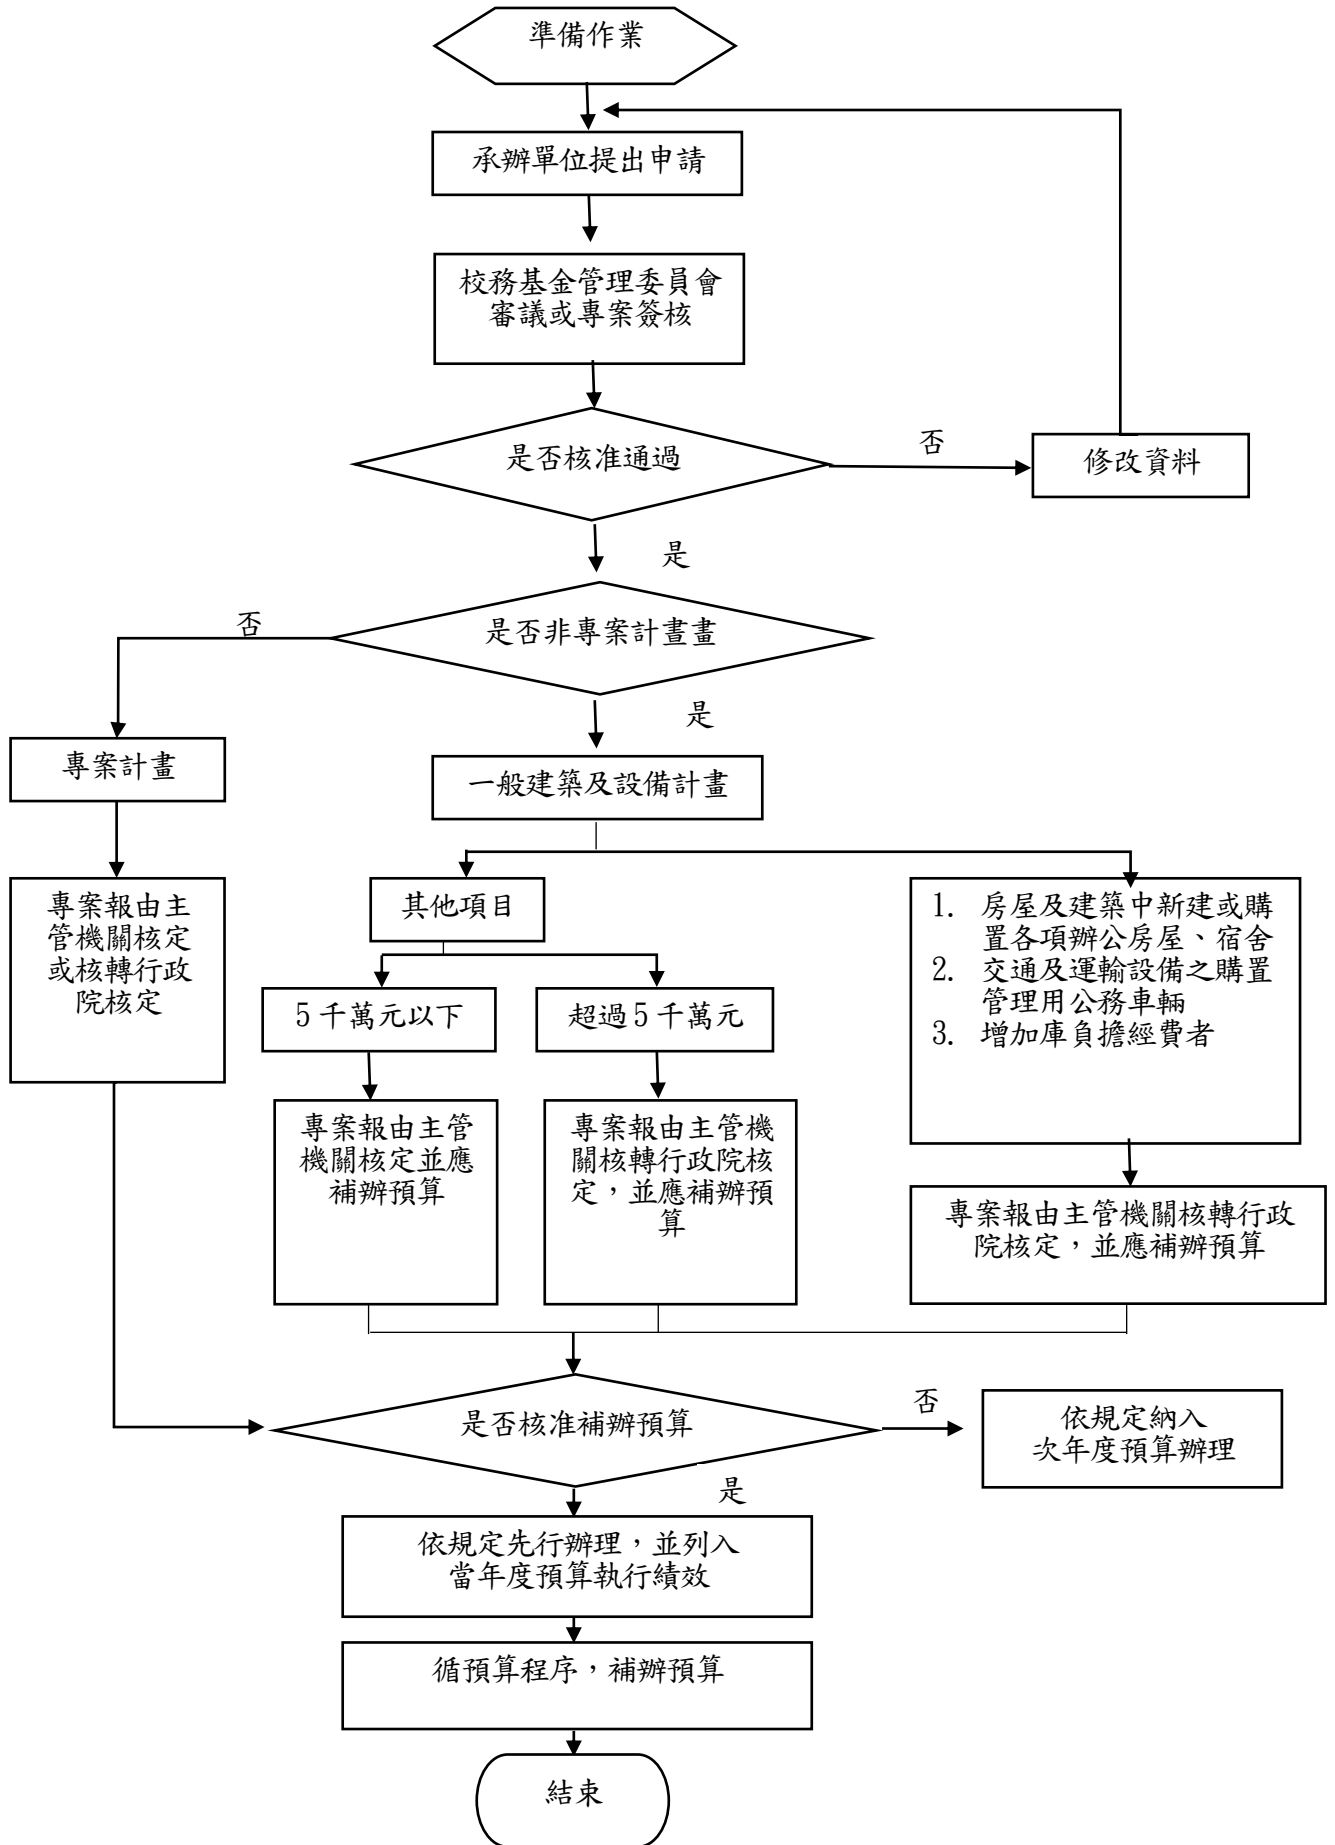 準備作業
承辦單位提出申請
校務基金管理委員會
審議或專案簽核
是否核准通過
否
修改資料
是
是否非專案計畫畫
否
是
專案計畫
一般建築及設備計畫
專案報由主
管機關核定
或核轉行政
院核定
其他項目
1. 房屋及建築中新建或購
置各項辦公房屋、宿舍
2. 交通及運輸設備之購置
管理用公務車輛
3. 增加庫負擔經費者
5千萬元以下
超過5千萬元
專案報由主管
機關核定並應
補辦預算
專案報由主管機
關核轉行政院核
定，並應補辦預
算
專案報由主管機關核轉行政
院核定，並應補辦預算
是否核准補辦預算
否
依規定納入
次年度預算辦理
是
依規定先行辦理，並列入
當年度預算執行績效
循預算程序，補辦預算
結束